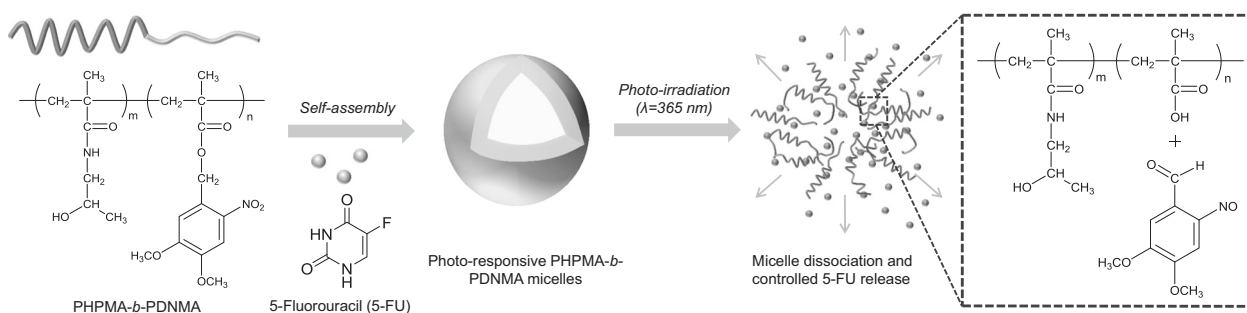 CH₃
CH₃
CH₂
C
m
CH₂
C
n
C=O
C=O
NH
O
CH₂
CH₂
CH
HO
CH₃
NO₂
H₃CO
OCH₃
PHPMA-b-PDNMA
Self-assembly
O
F
HN
O
N
H
5-Fluorouracil (5-FU)
Photo-responsive PHPMA-b-
PDNMA micelles
Photo-irradiation
(λ=365 nm)
Micelle dissociation and
controlled 5-FU release
CH₃
CH₃
CH₂
C
m
CH₂
C
n
C=O
C=O
NH
OH
CH₂
+
CH
HO
CH₃
O
C
H
NO
H₃CO
OCH₃